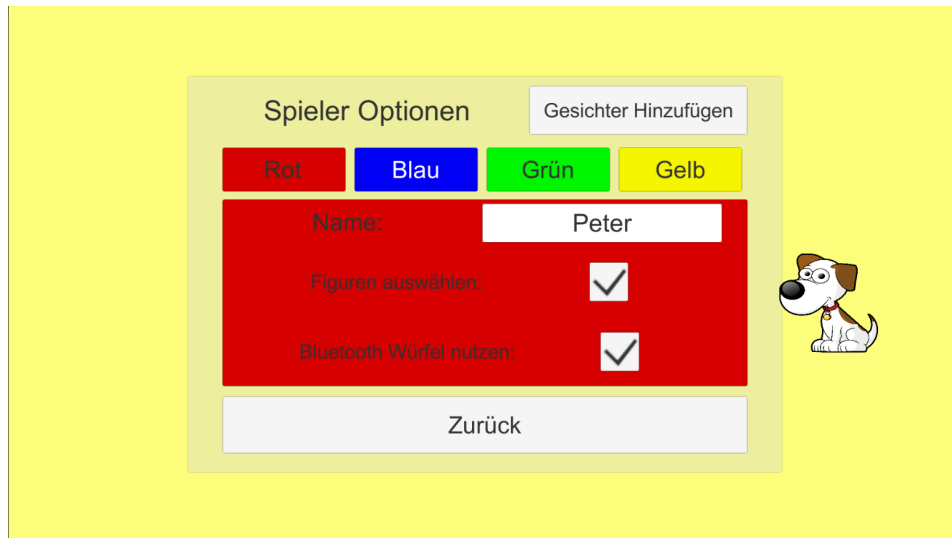 Spieler Optionen
Gesichter Hinzufügen
Rot
Blau
Grün
Gelb
Name:
Peter
Figuren auswählen:
Bluetooth Würfel nutzen:
Zurück